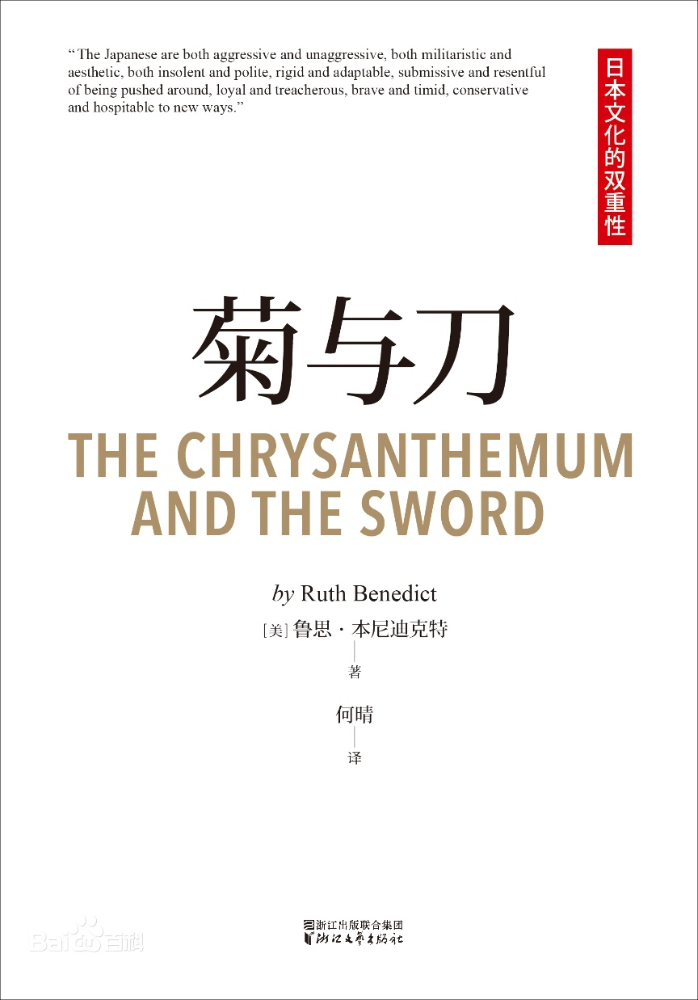 “ The Japanese are both aggressive and unaggressive, both militaristic and
aesthetic, both insolent and polite, rigid and adaptable, submissive and resentful
of being pushed around, loyal and treacherous, brave and timid, conservative
and hospitable to new ways.”
日本文化的双重性
菊与刀
THE CHRYSANTHEMUM
AND THE SWORD
by Ruth Benedict
[美] 鲁思·本尼迪克特
著
何晴
译
浙江出版联合集团
浙江文艺出版社
Baidu百科